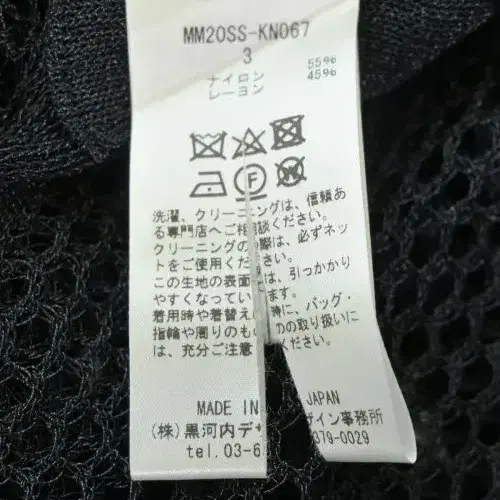 MM20SS-KN067
3
ナイロン 55%
レーヨン 45%
F W
洗濯、クリーニングは、信頼あ
る専門店へご相談ください。
クリーニングの際は、必ずネッ
トをご使用ください。
この生地の表面 は、引っかかり
やすくなってい
着用時や着替え 時に、バッグ・
指輪や周りのも のの取り扱いに
は、充分ご注意 ください。
MADE IN JAPAN
(株)黒河内デザイン事務所
tel.03-6 379-0029